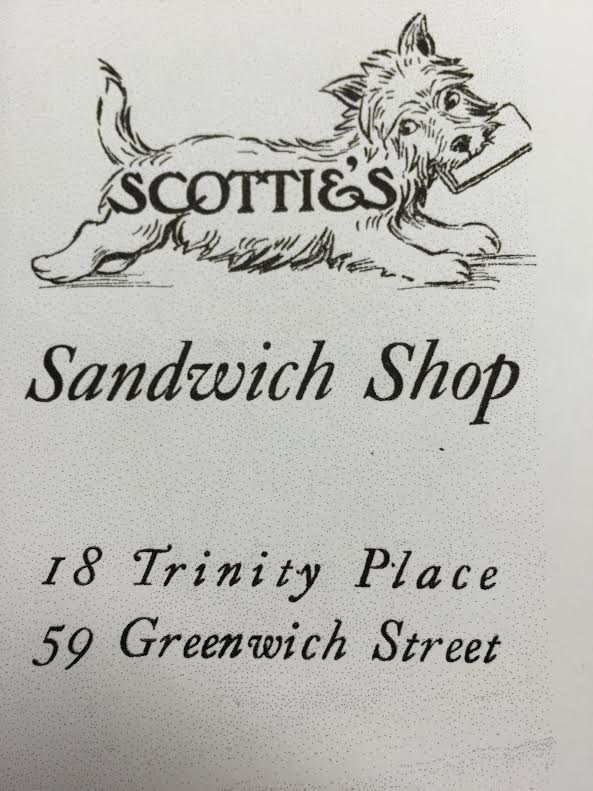 SCOTTIE'S
Sandwich Shop
18 Trinity Place
59 Greenwich Street